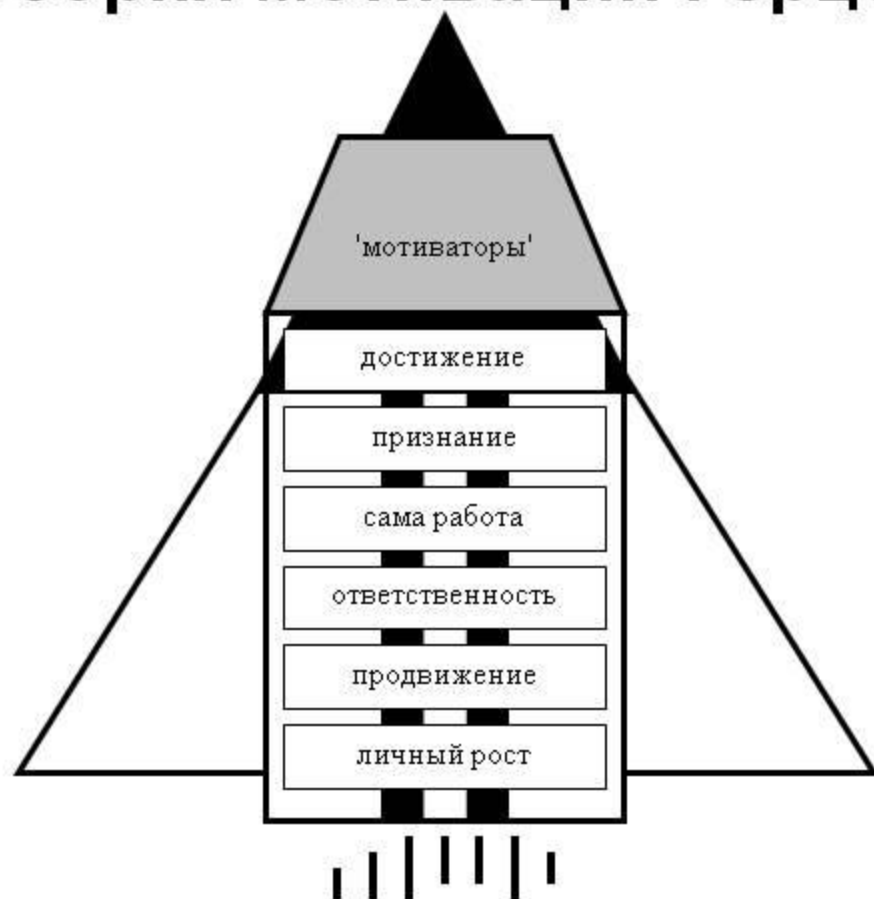 'мотиваторы'
достижение
признание
сама работа
ответственность
продвижение
личный рост